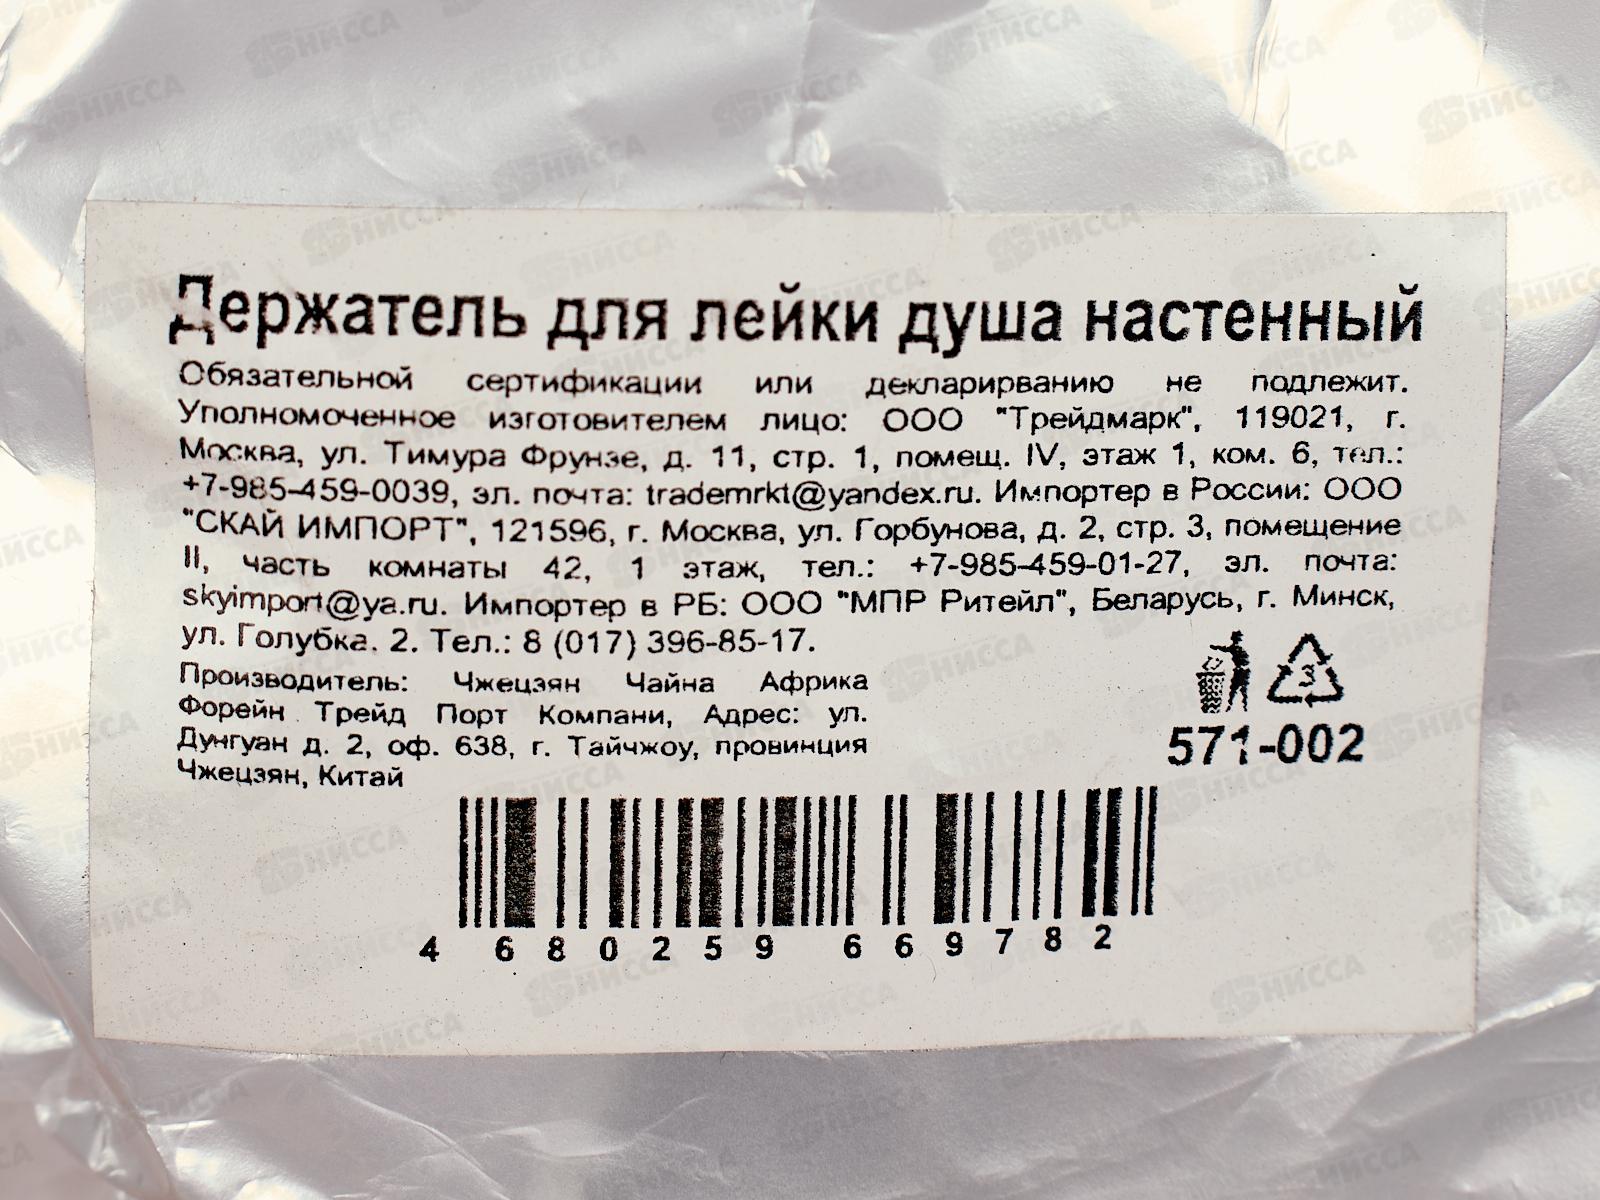 Держатель для лейки душа настенный
Обязательной сертификации или декларирванию не подлежит.
Уполномоченное изготовителем лицо: ООО "Трейдмарк", 119021, г.
Москва, ул. Тимура Фрунзе, д. 11, стр. 1, помещ. IV, этаж 1, ком. 6, тел.:
+7-985-459-0039, эл. почта: trademrkt@yandex.ru. Импортер в России: ООО
"СКАЙ ИМПОРТ", 121596, г. Москва, ул. Горбунова, д. 2, стр. 3, помещение
II, часть комнаты 42, 1 этаж, тел.: +7-985-459-01-27, эл. почта:
skyimport@ya.ru. Импортер в РБ: ООО "МПР Ритейл", Беларусь, г. Минск,
ул. Голубка. 2. Тел.: 8 (017) 396-85-17.
Производитель: Чжецзян Чайна Африка
Форейн Трейд Порт Компани, Адрес: ул.
Дунгуан д. 2, оф. 638, г. Тайчжоу, провинция
Чжецзян, Китай
3
571-002
4 680259 669782
НИССА